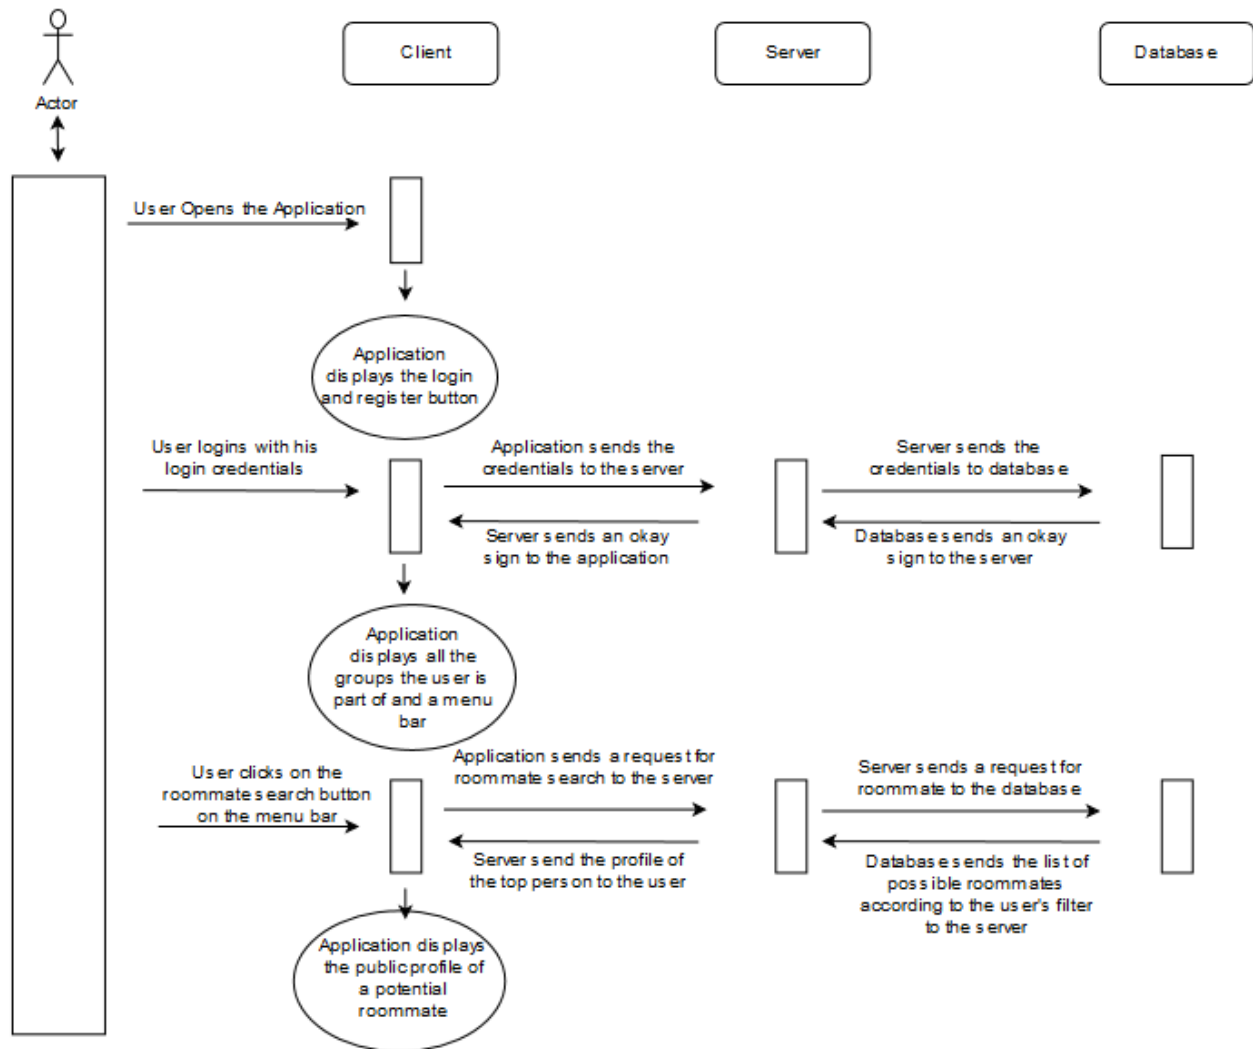 Client
Server
Database
Actor
User Opens the Application
Application
displays the login
and register button
User logins with his
login credentials
Application sends the
credentials to the server
Server sends the
credentials to database
Server sends an okay
sign to the application
Database sends an okay
sign to the server
Application
displays all the
groups the user is
part of and a menu
bar
User clicks on the
roommate search button
on the menu bar
Application sends a request for
roommate search to the server
Server sends a request for
roommate to the database
Server send the profile of
the top person to the user
Database sends the list of
possible roommates
according to the user's filter
to the server
Application displays
the public profile of
a potential
roommate